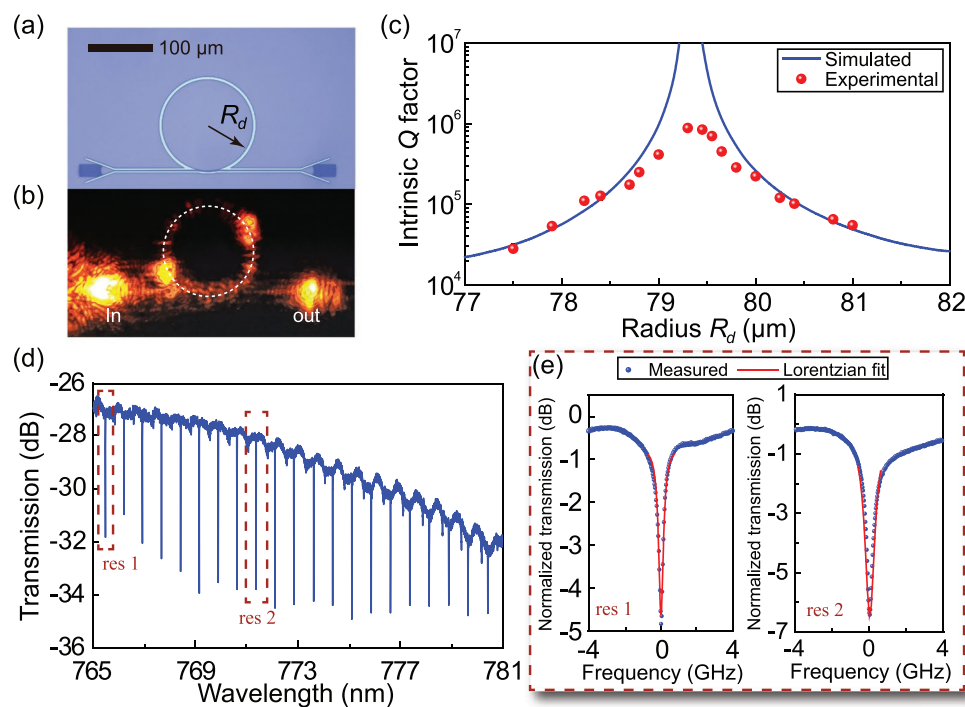 (a)
100 μm
R_d
(b)
In
out
(c)
Intrinsic Q factor
10^7
10^6
10^5
10^4
Simulated
Experimental
77 78 79 80 81 82
Radius R_d (μm)
(d)
Transmission (dB)
-26
-28
-30
-32
-34
-36
res 1
res 2
765 769 773 777 781
Wavelength (nm)
(e)
Measured Lorentzian fit
Normalized transmission (dB)
0
-1
-2
-3
-4
-5
res 1
-4 0 4
Frequency (GHz)
Normalized transmission (dB)
1
0
-1
-2
-3
-4
-5
-6
-7
res 2
-4 0 4
Frequency (GHz)